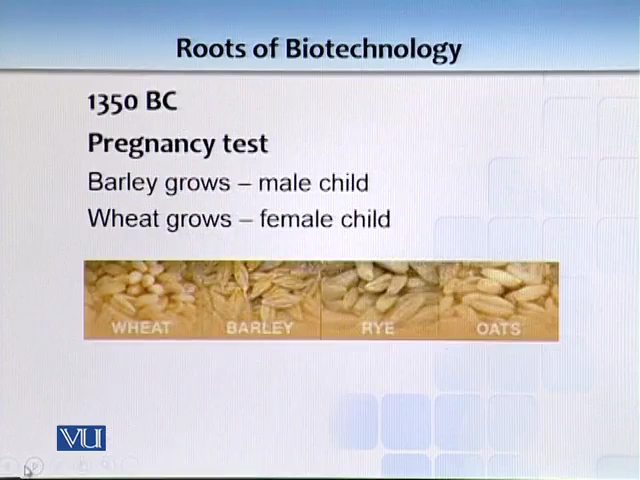 Roots of Biotechnology
1350 BC
Pregnancy test
Barley grows – male child
Wheat grows – female child
WHEAT BARLEY RYE OATS
VU